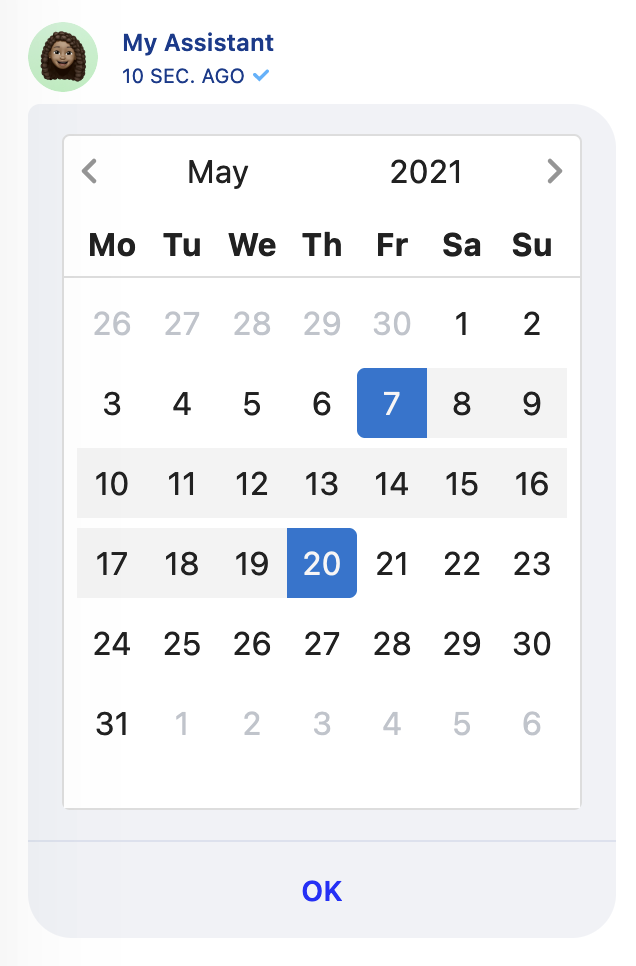 My Assistant
10 SEC. AGO
May 2021
Mo Tu We Th Fr Sa Su
26 27 28 29 30 1 2
3 4 5 6 7 8 9
10 11 12 13 14 15 16
17 18 19 20 21 22 23
24 25 26 27 28 29 30
31 1 2 3 4 5 6
OK